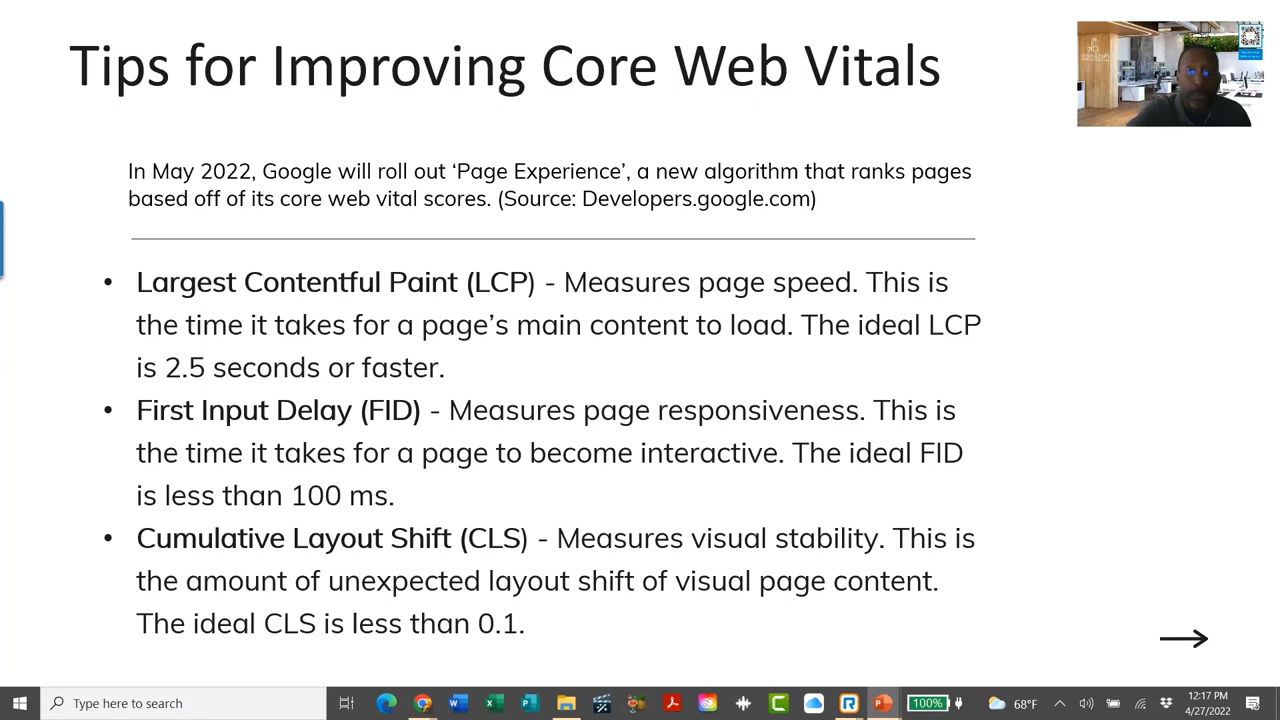 Tips for Improving Core Web Vitals
In May 2022, Google will roll out ‘Page Experience’, a new algorithm that ranks pages
based off of its core web vital scores. (Source: Developers.google.com)
• Largest Contentful Paint (LCP) - Measures page speed. This is
the time it takes for a page’s main content to load. The ideal LCP
is 2.5 seconds or faster.
• First Input Delay (FID) - Measures page responsiveness. This is
the time it takes for a page to become interactive. The ideal FID
is less than 100 ms.
• Cumulative Layout Shift (CLS) - Measures visual stability. This is
the amount of unexpected layout shift of visual page content.
The ideal CLS is less than 0.1.
Type here to search
100%
68°F
12:17 PM
4/27/2022